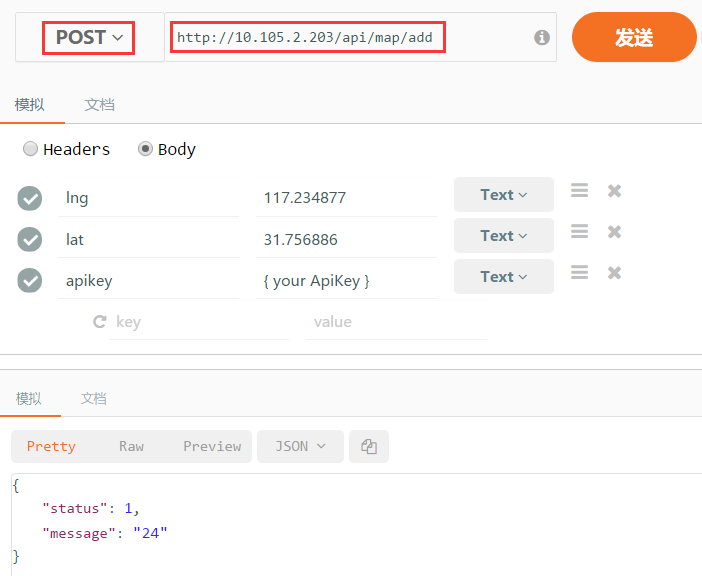 POST http://10.105.2.203/api/map/add 发送
模拟 文档
Headers Body
lng 117.234877 Text
lat 31.756886 Text
apikey { your ApiKey } Text
key value
模拟 文档
Pretty Raw Preview JSON
{
"status": 1,
"message": "24"
}